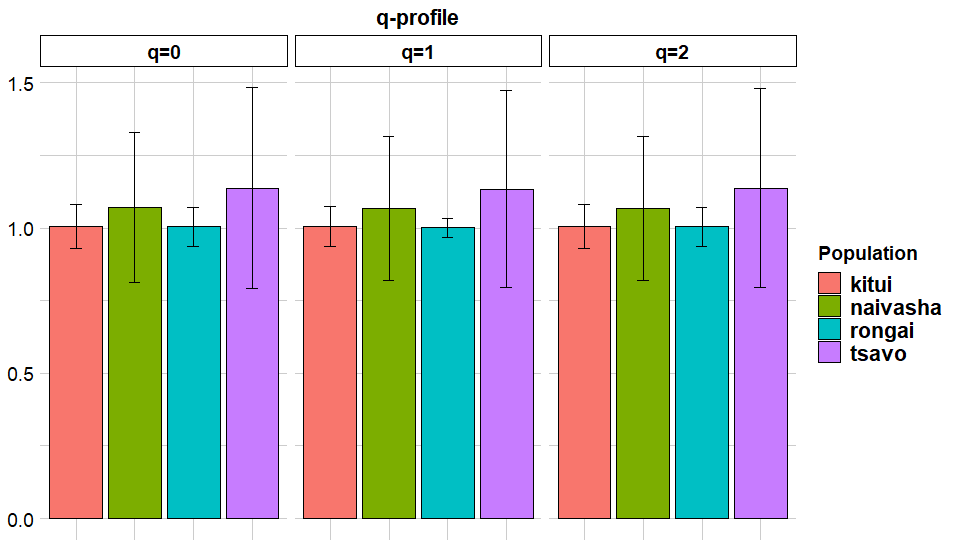 q-profile
q=0 q=1 q=2
1.5
1.0
0.5
0.0
Population
kitui
naivasha
rongai
tsavo